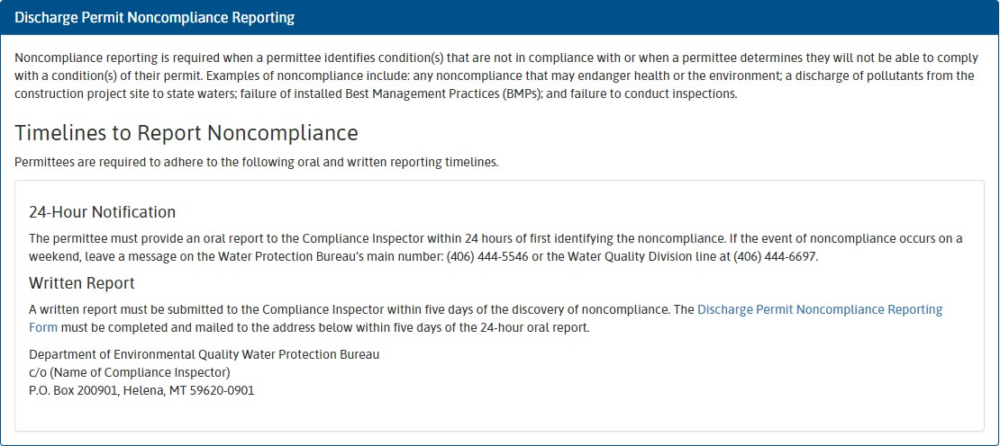 Discharge Permit Noncompliance Reporting
Noncompliance reporting is required when a permittee identifies condition(s) that are not in compliance with or when a permittee determines they will not be able to comply
with a condition(s) of their permit. Examples of noncompliance include: any noncompliance that may endanger health or the environment; a discharge of pollutants from the
construction project site to state waters; failure of installed Best Management Practices (BMPs); and failure to conduct inspections.
Timelines to Report Noncompliance
Permittees are required to adhere to the following oral and written reporting timelines.
24-Hour Notification
The permittee must provide an oral report to the Compliance Inspector within 24 hours of first identifying the noncompliance. If the event of noncompliance occurs on a
weekend, leave a message on the Water Protection Bureau's main number: (406) 444-5546 or the Water Quality Division line at (406) 444-6697.
Written Report
A written report must be submitted to the Compliance Inspector within five days of the discovery of noncompliance. The Discharge Permit Noncompliance Reporting
Form must be completed and mailed to the address below within five days of the 24-hour oral report.
Department of Environmental Quality Water Protection Bureau
c/o (Name of Compliance Inspector)
P.O. Box 200901, Helena, MT 59620-0901